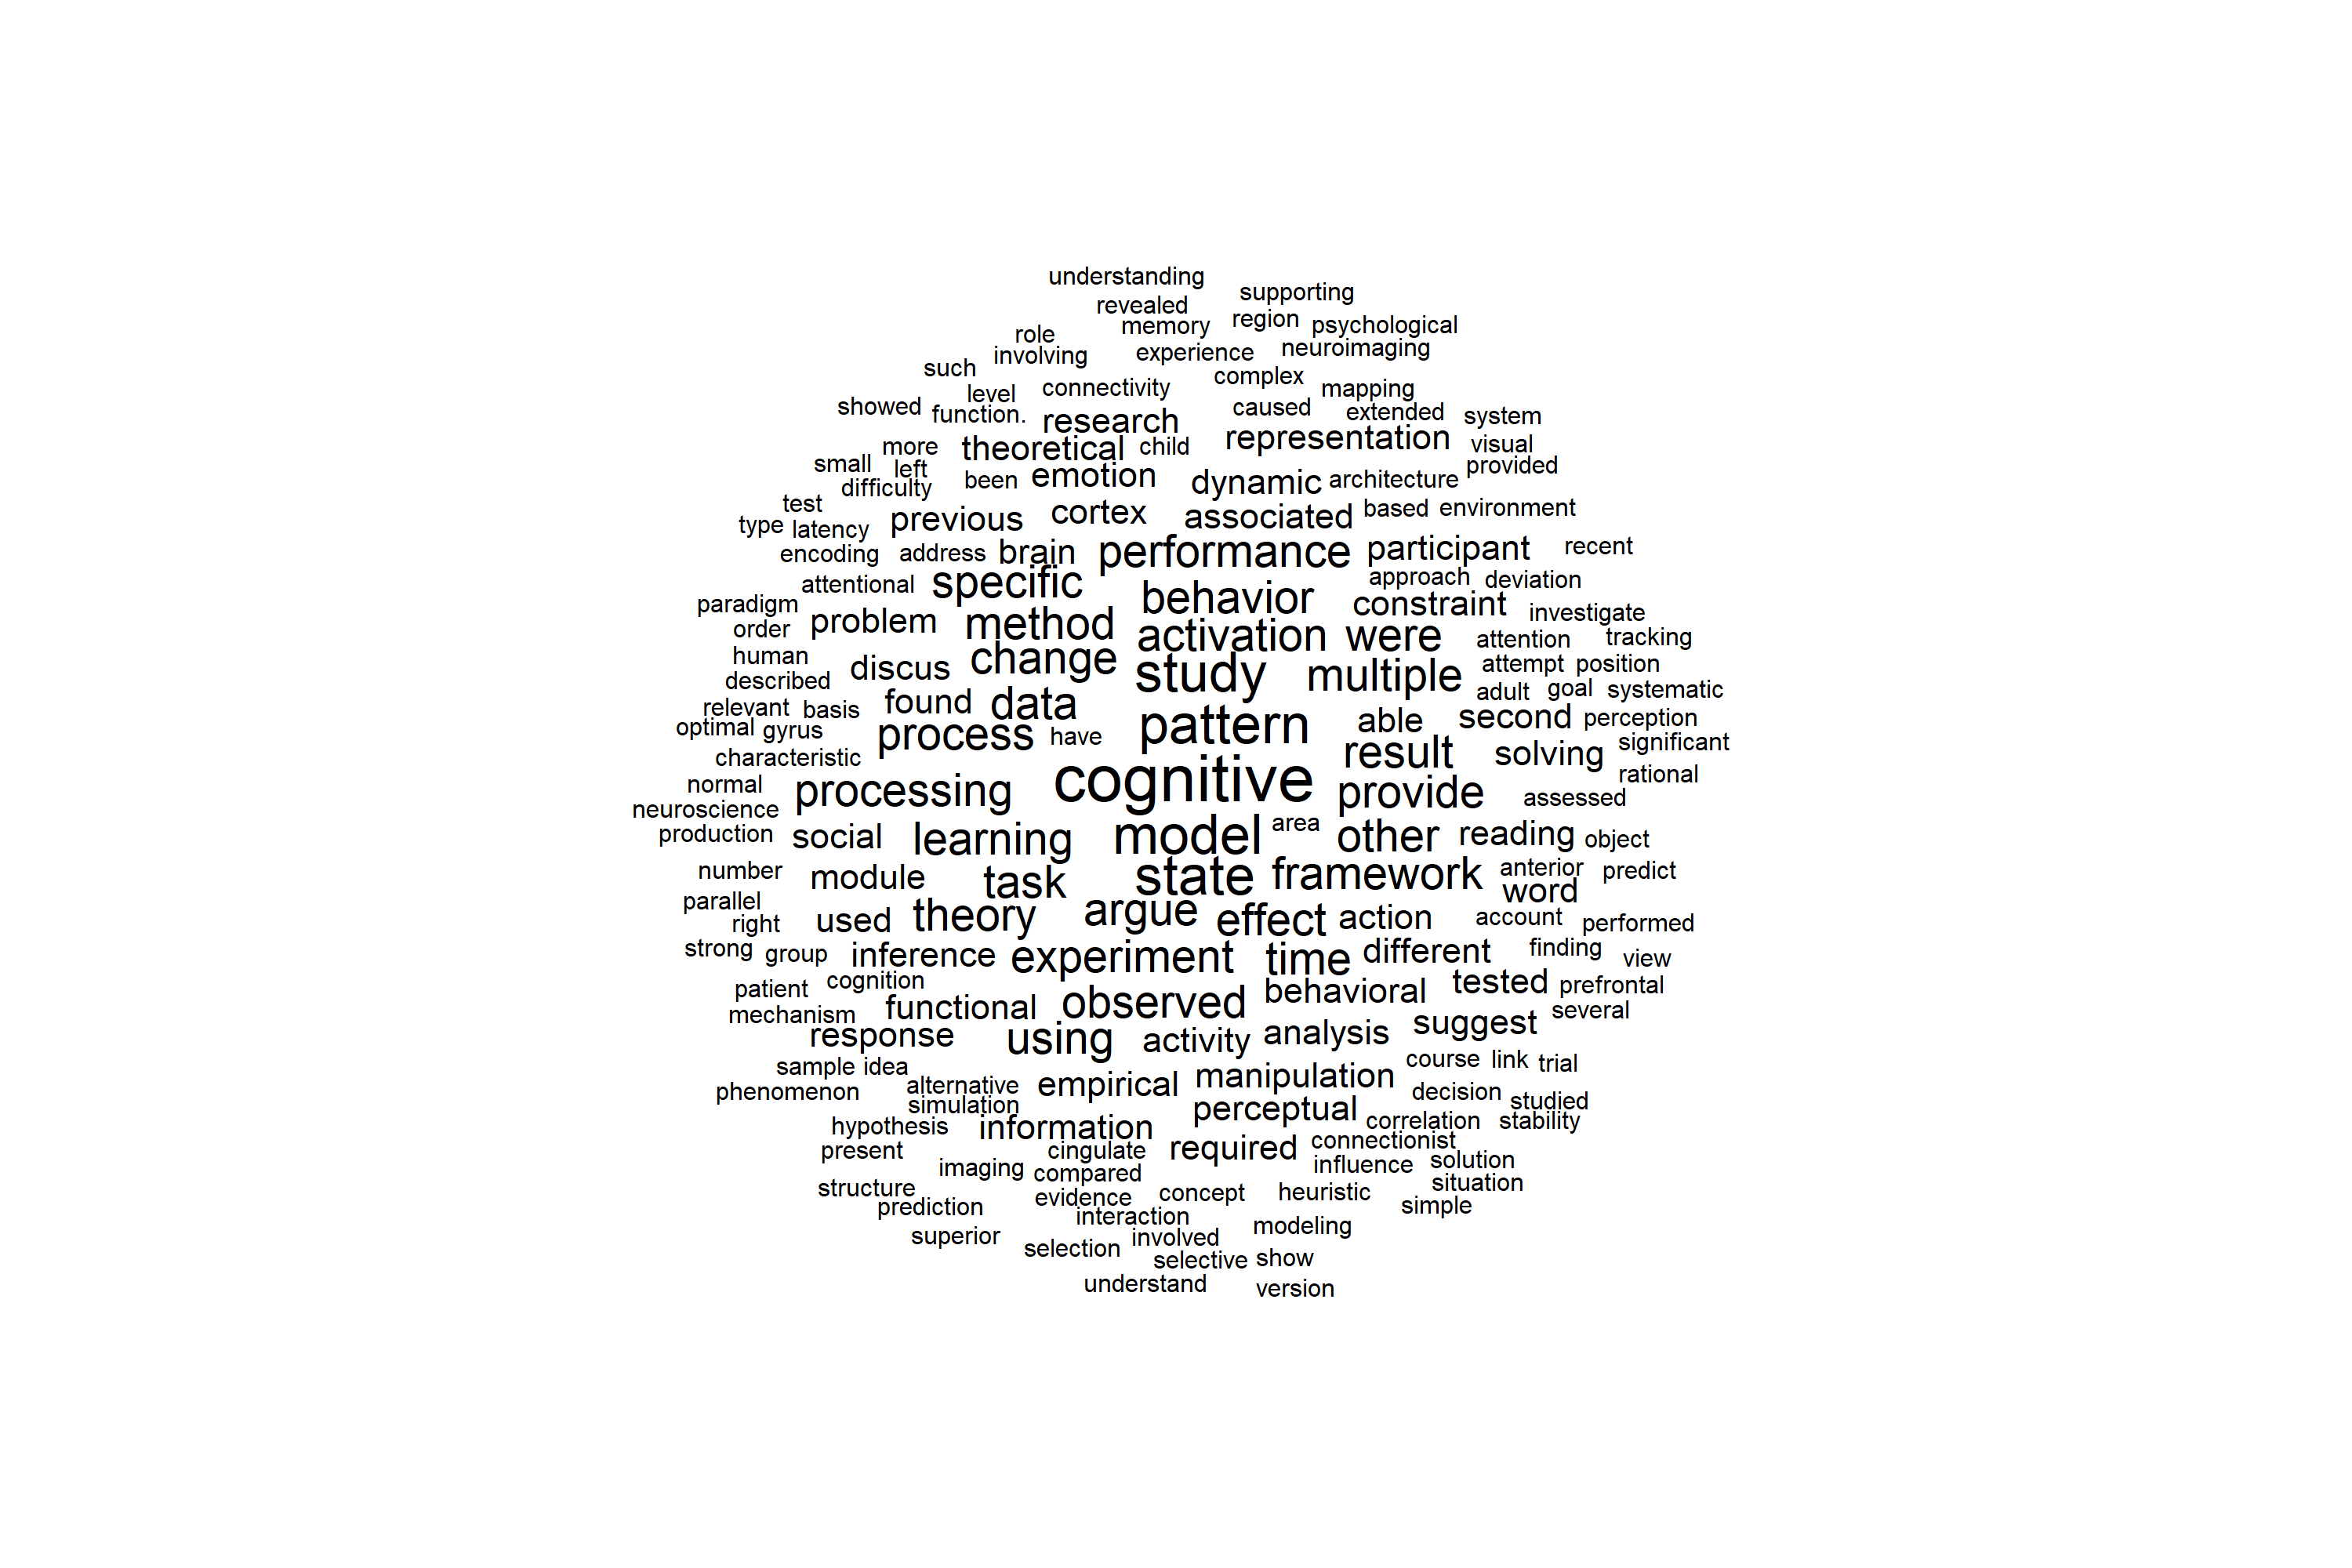 understanding
supporting
revealed
memory region psychological
role
involving experience neuroimaging
such
level connectivity complex mapping
showed function. research caused extended system
more theoretical child representation visual
small left provided
difficulty been emotion dynamic architecture
test
type latency previous cortex associated based environment
encoding address brain performance participant recent
attentional specific approach deviation
paradigm behavior constraint investigate
order problem method activation were attention tracking
human discus change study multiple attempt position
described adult goal systematic
relevant basis found data
optimal gyrus process have pattern able second perception
characteristic result solving significant
normal processing cognitive provide rational
neuroscience assessed
production social learning model area other reading object
number module task state framework anterior predict
word
parallel theory argue effect action account performed
right used
strong group inference experiment time different finding view
cognition
patient functional observed behavioral tested prefrontal
mechanism several
response using activity analysis suggest
sample idea course link trial
phenomenon alternative empirical manipulation decision
simulation perceptual studied
hypothesis information correlation stability
present cingulate required connectionist
imaging compared influence solution
structure evidence concept heuristic situation
prediction interaction simple
superior selection involved modeling
selective show
understand version